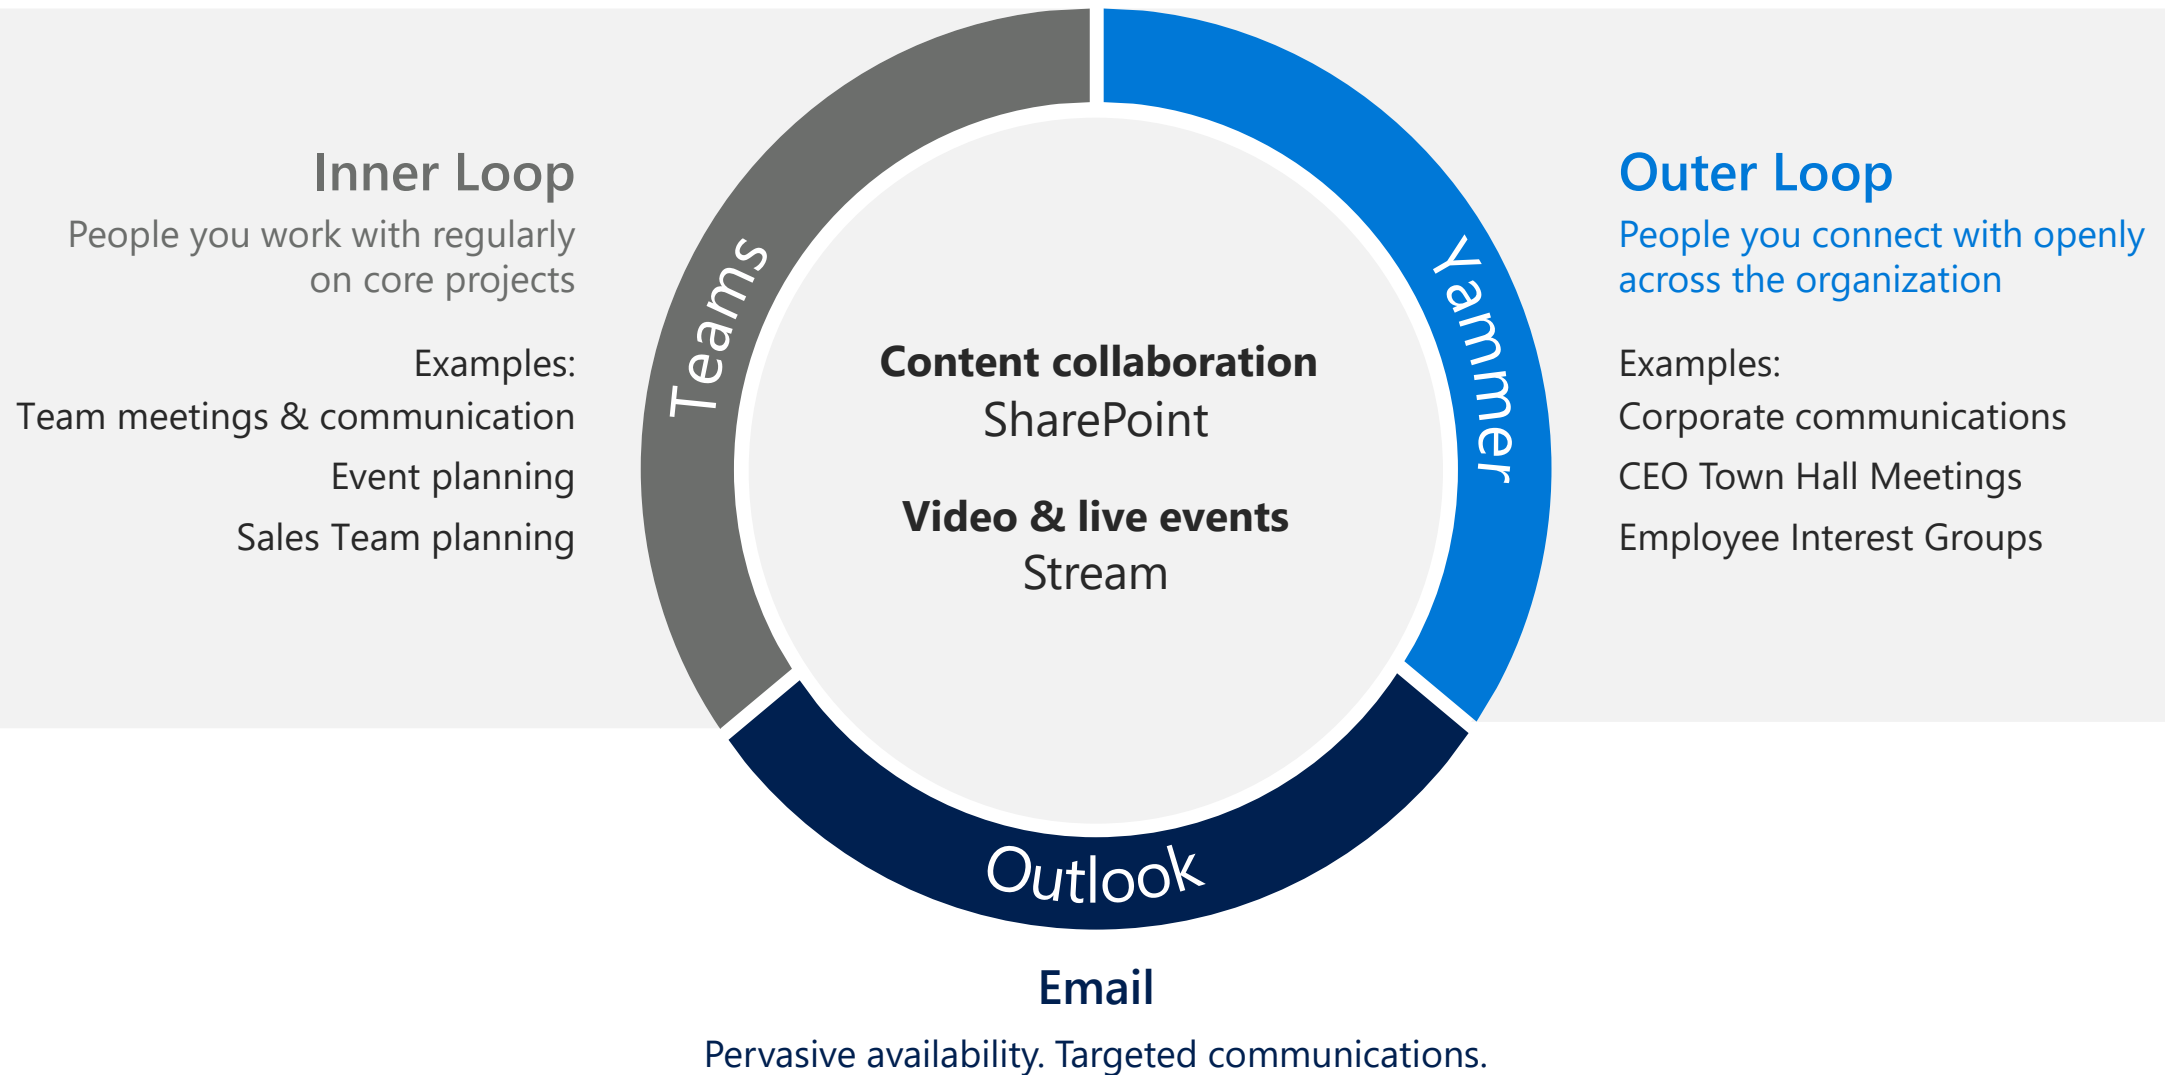 Inner Loop
People you work with regularly
on core projects
Examples:
Team meetings & communication
Event planning
Sales Team planning
Teams
Content collaboration
SharePoint
Video & live events
Stream
Yammer
Outer Loop
People you connect with openly
across the organization
Examples:
Corporate communications
CEO Town Hall Meetings
Employee Interest Groups
Outlook
Email
Pervasive availability. Targeted communications.